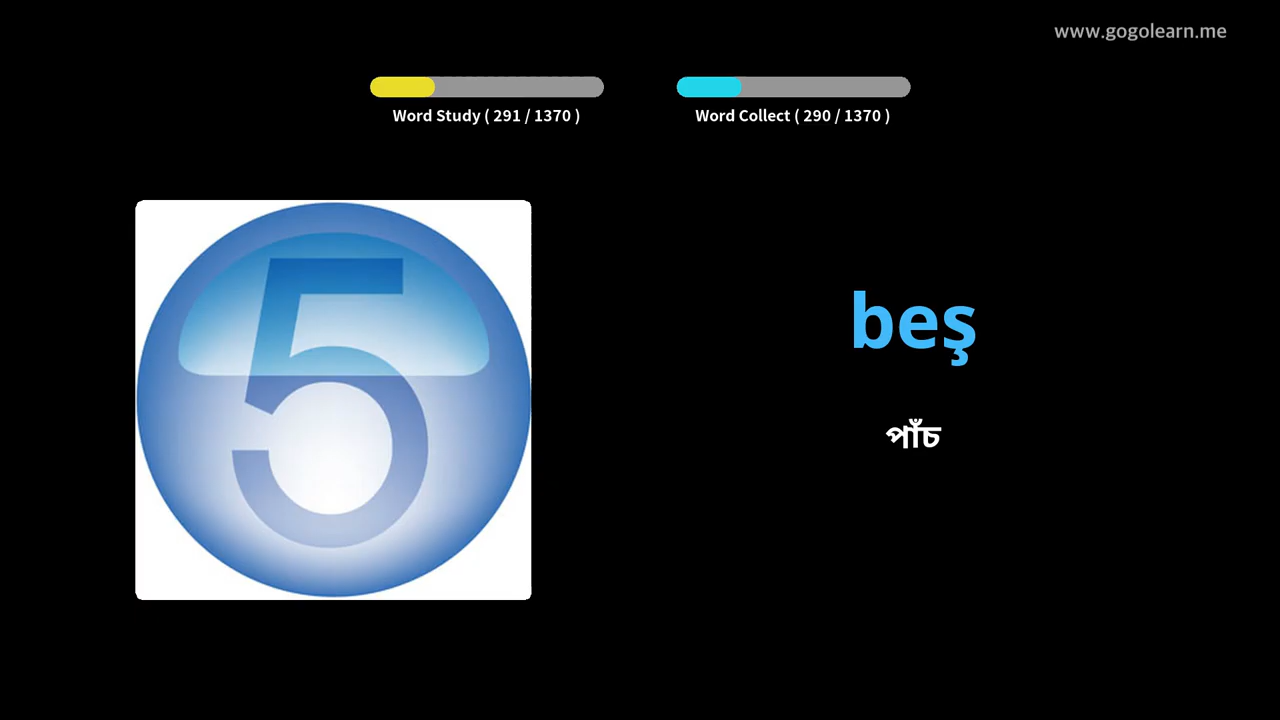 www.gogolearn.me
Word Study ( 291 / 1370 )
Word Collect ( 290 / 1370 )
5
beş
পাঁচ